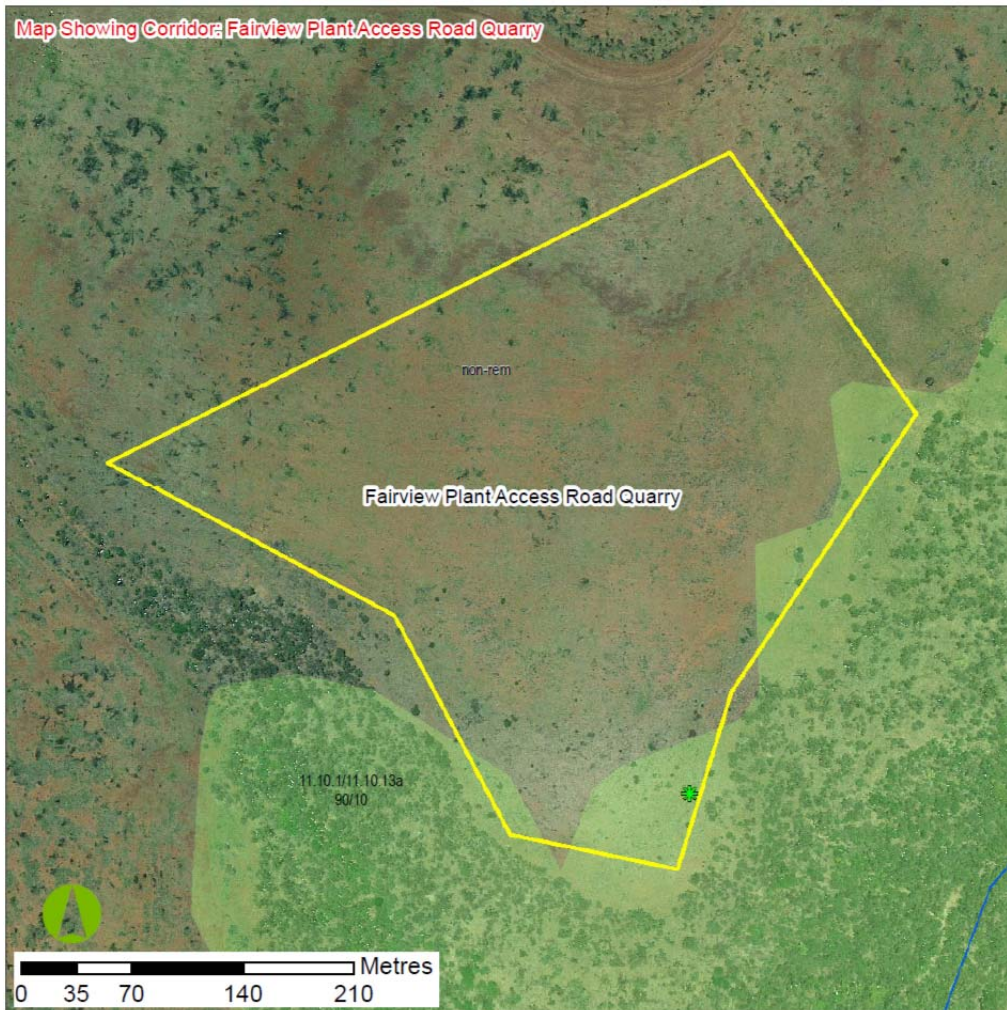 Map Showing Corridor: Fairview Plant Access Road Quarry
non-rem
Fairview Plant Access Road Quarry
11.10.1/11.10.13a
90/10
Metres
0 35 70 140 210